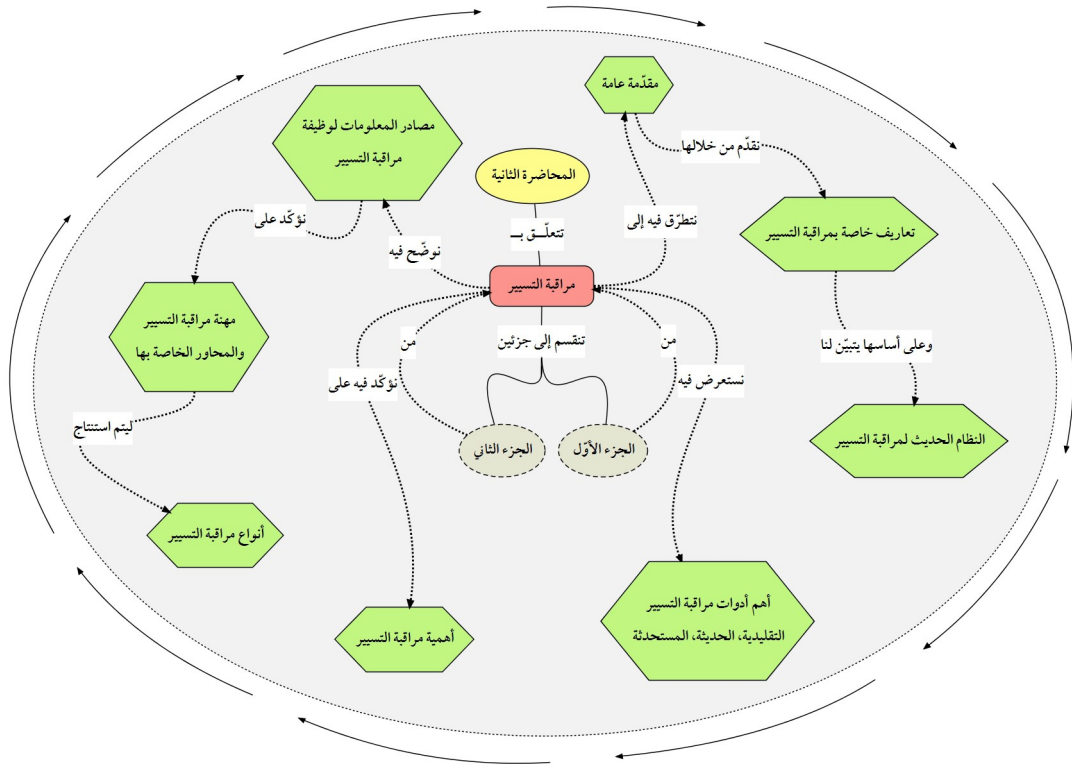 المحاضرة الثانية
تتعلّـــق بــ
مراقبة التسيير
تنقسم إلى جزئين
الجزء الأوّل
الجزء الثاني
من
نتطرّق فيه إلى
مقدّمة عامة
نقدّم من خلالها
تعاريف خاصة بمراقبة التسيير
وعلى أساسها يتبيّن لنا
النظام الحديث لمراقبة التسيير
نستعرض فيه
أهم أدوات مراقبة التسيير
التقليدية، الحديثة، المستحدثة
من
نوضّح فيه
مصادر المعلومات لوظيفة
مراقبة التسيير
نؤكّد على
مهنة مراقبة التسيير
والمحاور الخاصة بها
ليتم استنتاج
أنواع مراقبة التسيير
نؤكّد فيه على
أهمية مراقبة التسيير